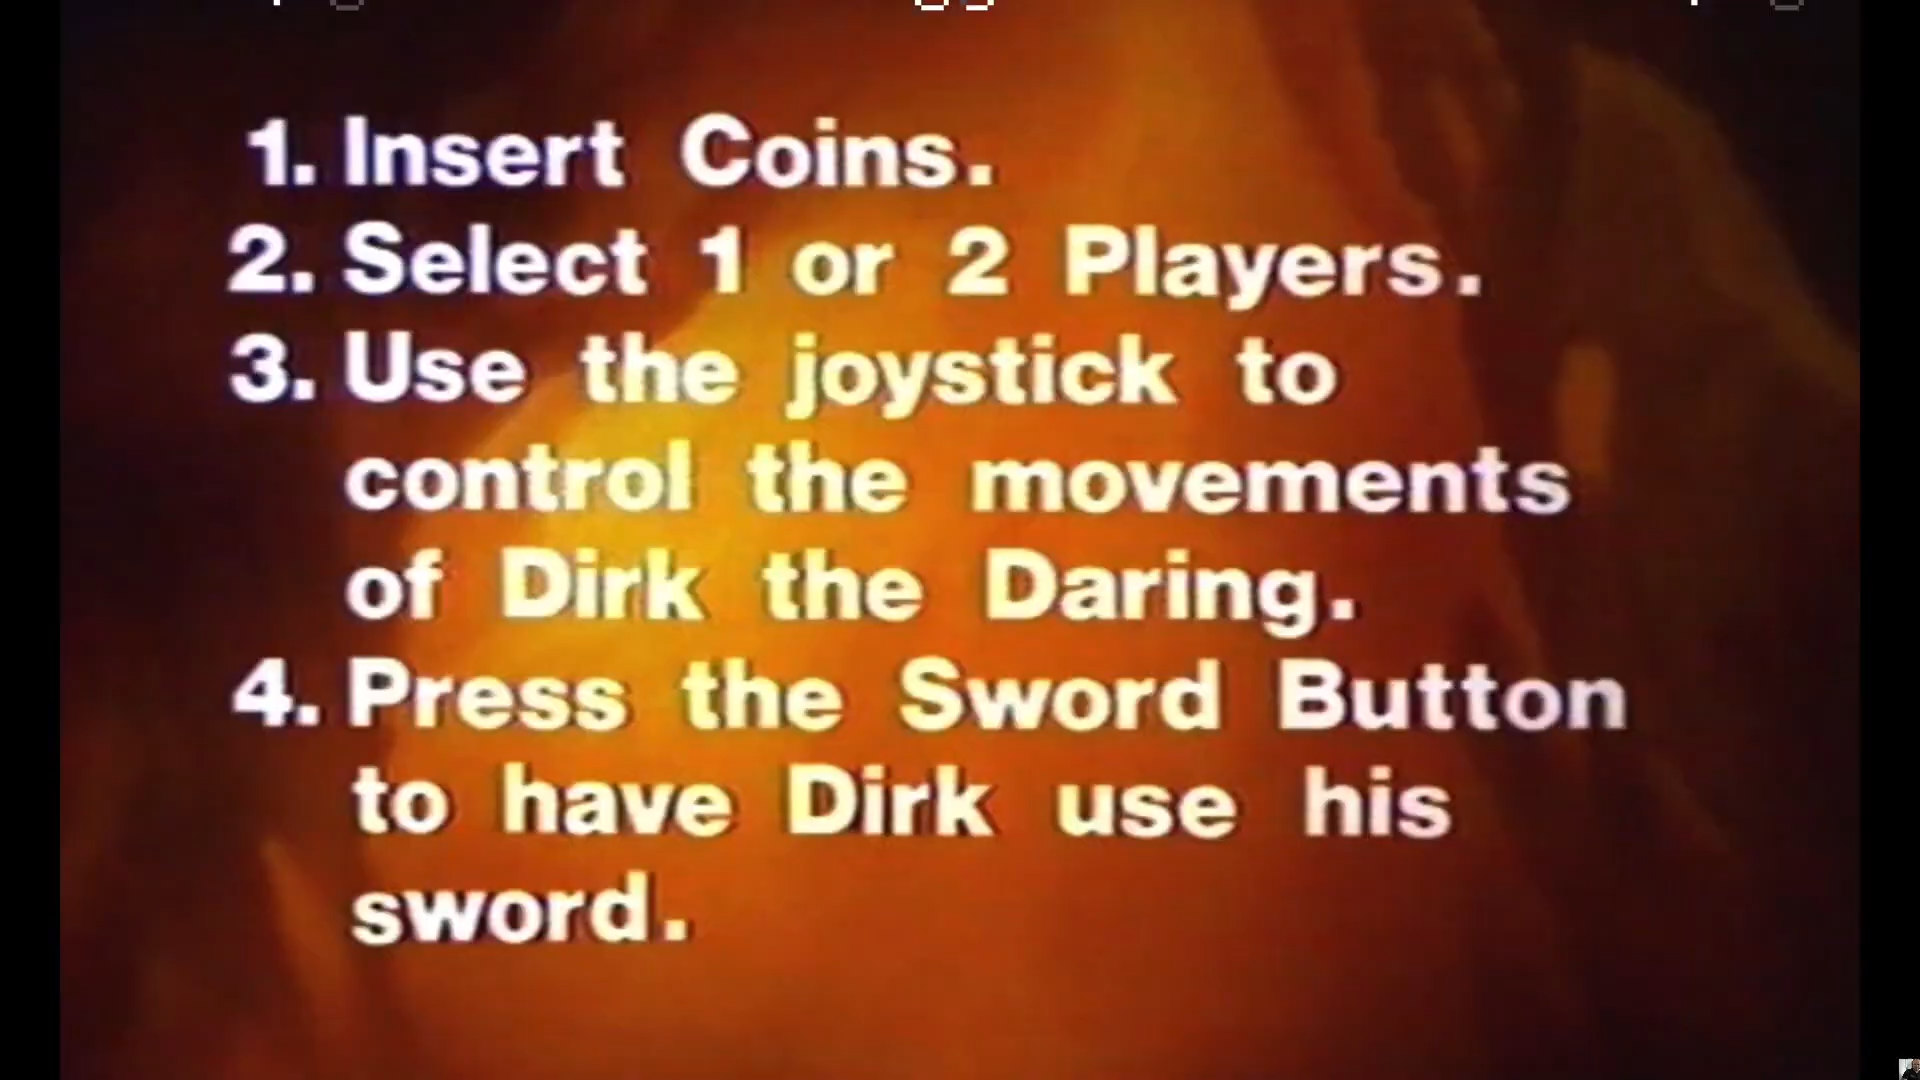 1. Insert Coins.
2. Select 1 or 2 Players.
3. Use the joystick to
control the movements
of Dirk the Daring.
4. Press the Sword Button
to have Dirk use his
sword.